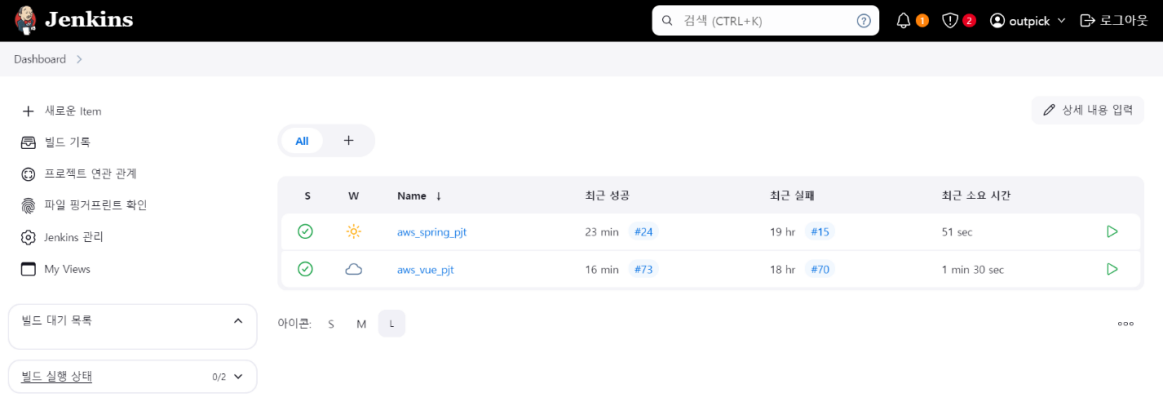 Jenkins
검색 (CTRL+K)
1
2
outpick
로그아웃
Dashboard
새로운 Item
빌드 기록
프로젝트 연관 관계
파일 핑거프린트 확인
Jenkins 관리
My Views
빌드 대기 목록
빌드 실행 상태 0/2
상세 내용 입력
All +
S W Name ↓ 최근 성공 최근 실패 최근 소요 시간
aws_spring_pjt 23 min #24 19 hr #15 51 sec
aws_vue_pjt 16 min #73 18 hr #70 1 min 30 sec
아이콘: S M L